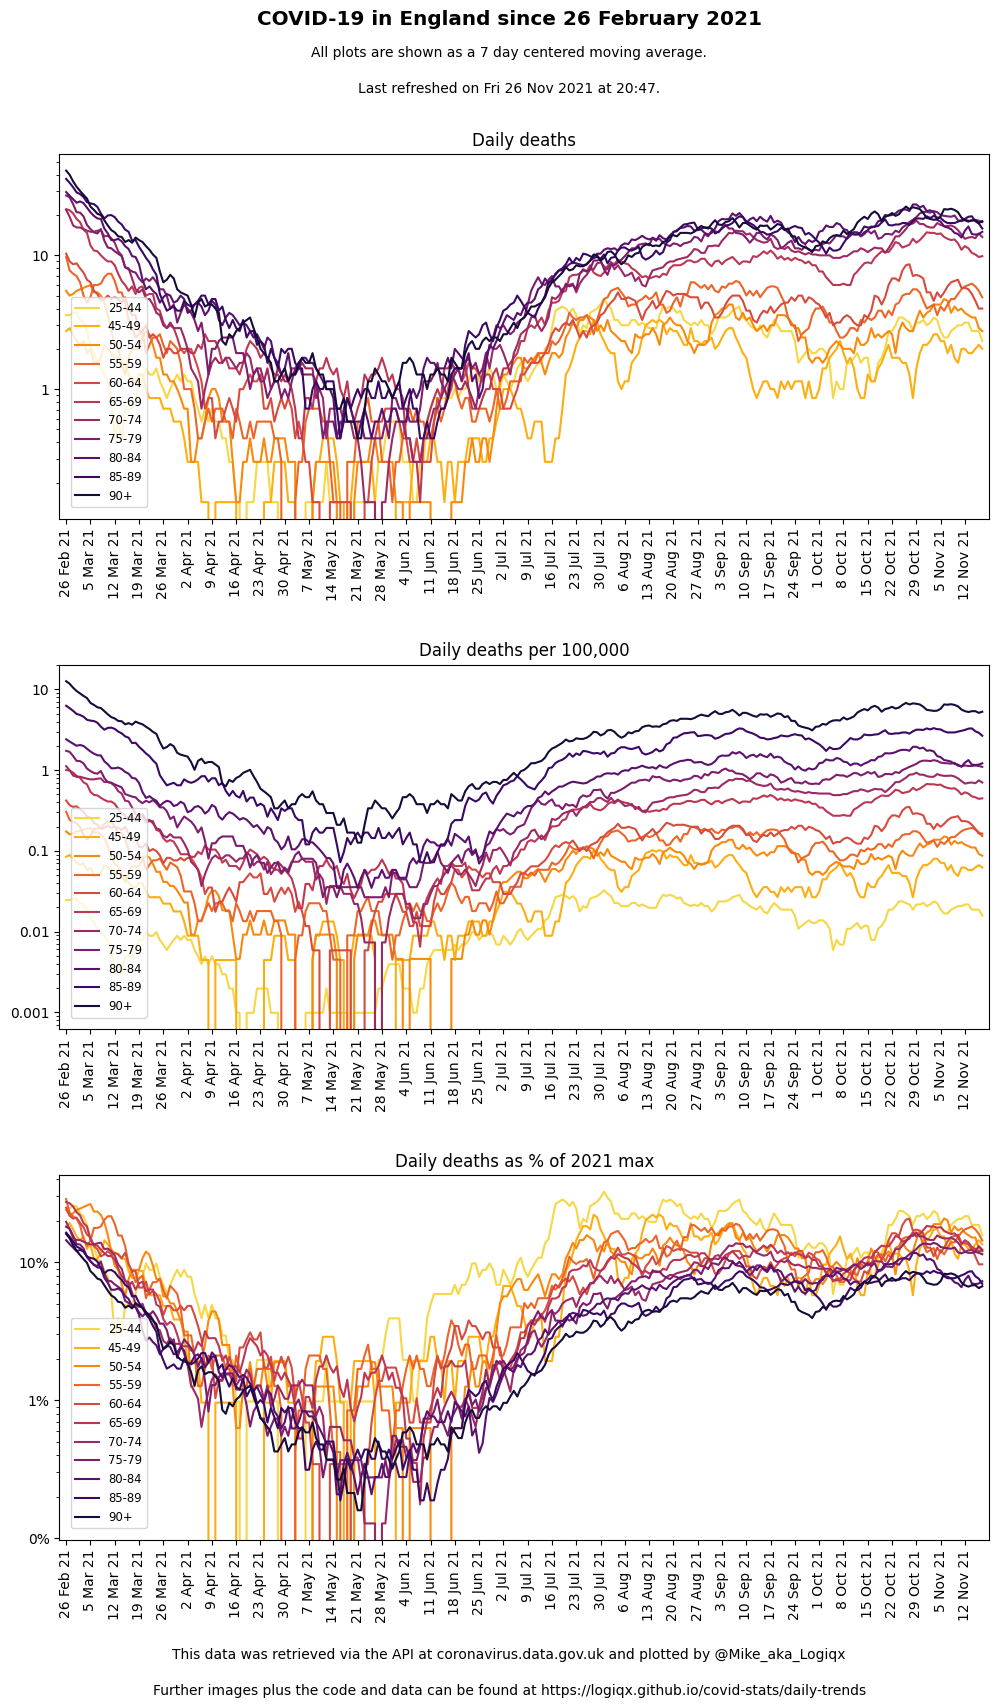 COVID-19 in England since 26 February 2021
All plots are shown as a 7 day centered moving average.
Last refreshed on Fri 26 Nov 2021 at 20:47.
Daily deaths
10
1
25-44
45-49
50-54
55-59
60-64
65-69
70-74
75-79
80-84
85-89
90+
26 Feb 21
5 Mar 21
12 Mar 21
19 Mar 21
26 Mar 21
2 Apr 21
9 Apr 21
16 Apr 21
23 Apr 21
30 Apr 21
7 May 21
14 May 21
21 May 21
28 May 21
4 Jun 21
11 Jun 21
18 Jun 21
25 Jun 21
2 Jul 21
9 Jul 21
16 Jul 21
23 Jul 21
30 Jul 21
6 Aug 21
13 Aug 21
20 Aug 21
27 Aug 21
3 Sep 21
10 Sep 21
17 Sep 21
24 Sep 21
1 Oct 21
8 Oct 21
15 Oct 21
22 Oct 21
29 Oct 21
5 Nov 21
12 Nov 21
Daily deaths per 100,000
10
1
0.1
0.01
0.001
25-44
45-49
50-54
55-59
60-64
65-69
70-74
75-79
80-84
85-89
90+
26 Feb 21
5 Mar 21
12 Mar 21
19 Mar 21
26 Mar 21
2 Apr 21
9 Apr 21
16 Apr 21
23 Apr 21
30 Apr 21
7 May 21
14 May 21
21 May 21
28 May 21
4 Jun 21
11 Jun 21
18 Jun 21
25 Jun 21
2 Jul 21
9 Jul 21
16 Jul 21
23 Jul 21
30 Jul 21
6 Aug 21
13 Aug 21
20 Aug 21
27 Aug 21
3 Sep 21
10 Sep 21
17 Sep 21
24 Sep 21
1 Oct 21
8 Oct 21
15 Oct 21
22 Oct 21
29 Oct 21
5 Nov 21
12 Nov 21
Daily deaths as % of 2021 max
10%
1%
0%
25-44
45-49
50-54
55-59
60-64
65-69
70-74
75-79
80-84
85-89
90+
26 Feb 21
5 Mar 21
12 Mar 21
19 Mar 21
26 Mar 21
2 Apr 21
9 Apr 21
16 Apr 21
23 Apr 21
30 Apr 21
7 May 21
14 May 21
21 May 21
28 May 21
4 Jun 21
11 Jun 21
18 Jun 21
25 Jun 21
2 Jul 21
9 Jul 21
16 Jul 21
23 Jul 21
30 Jul 21
6 Aug 21
13 Aug 21
20 Aug 21
27 Aug 21
3 Sep 21
10 Sep 21
17 Sep 21
24 Sep 21
1 Oct 21
8 Oct 21
15 Oct 21
22 Oct 21
29 Oct 21
5 Nov 21
12 Nov 21
This data was retrieved via the API at coronavirus.data.gov.uk and plotted by @Mike_aka_Logiqx
Further images plus the code and data can be found at https://logiqx.github.io/covid-stats/daily-trends